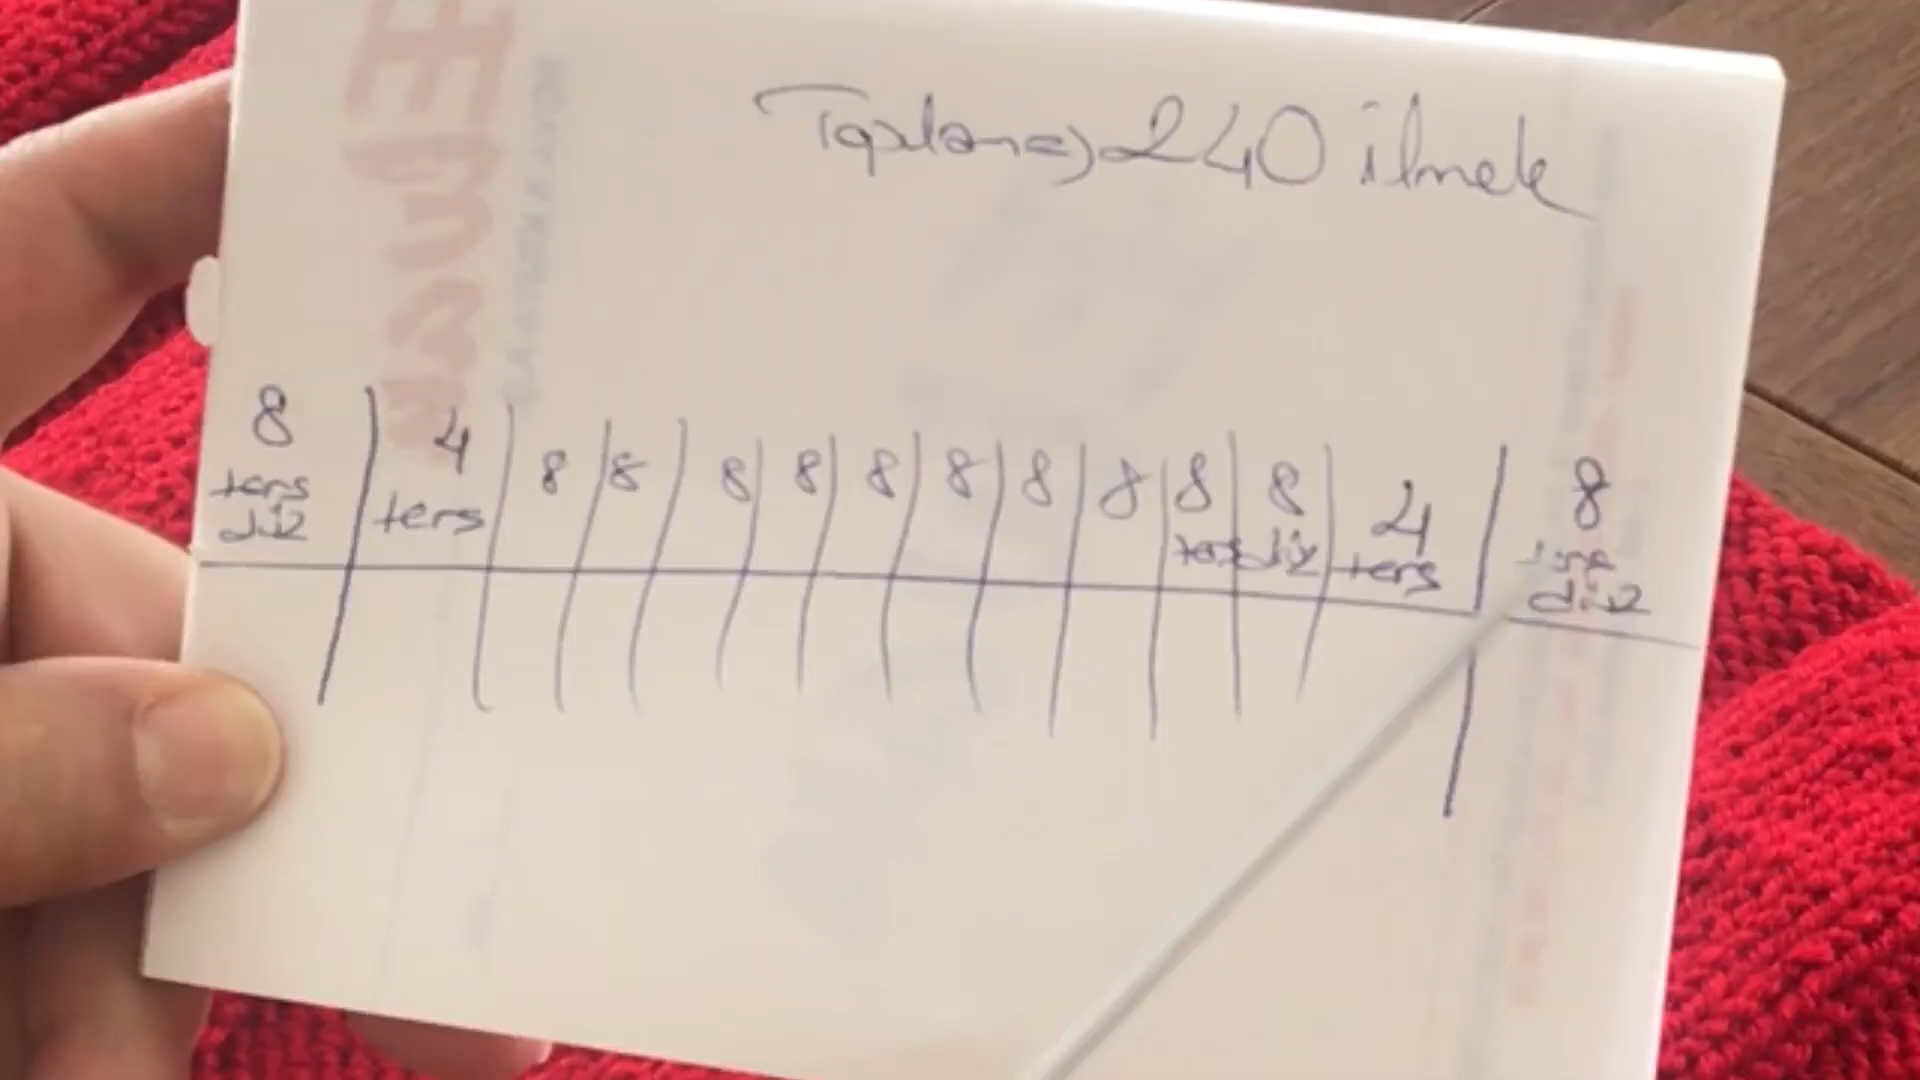 Toplam 240 ilmek
8 4 8 8 8 8 8 8 8 8 8 8 4 8
ters ters ters düz ters ters
düz düz